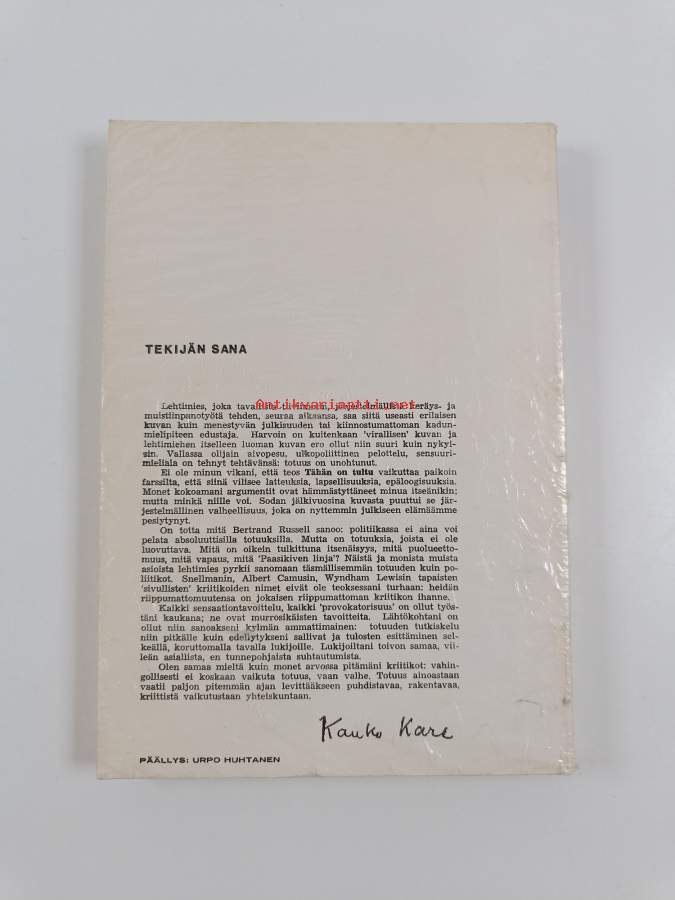 TEKIJÄN SANA
Lehtimies, joka tavallista keräys- ja
Antikvariantti.net
muistiinpanotyötä tehden, seuraa aikaansa, saa siitä useasti erilaisen
kuvan kuin menestyvän julkisuuden tai kiinnostumattoman kadun-
mielipiteen edustaja. Harvoin on kuitenkaan 'virallisen' kuvan ja
lehtimiehen itselleen luoman kuvan ero ollut niin suuri kuin nykyi-
sin. Vallassa olijain aivopesu, ulkopoliittinen pelottelu, sensuuri-
mieliala on tehnyt tehtävänsä: totuus on unohtunut.
Ei ole minun vikani, että teos Tähän on tultu vaikuttaa paikoin
farssilta, että siinä vilisee latteuksia, lapsellisuuksia, epäloogisuuksia.
Monet kokoamani argumentit ovat hämmästyttäneet minua itseänikin;
mutta minkä niille voi. Sodan jälkivuosina kuvasta puuttui se jär-
jestelmällinen valheellisuus, joka on nyttemmin julkiseen elämäämme
pesiytynyt.
On totta mitä Bertrand Russell sanoo: politiikassa ei aina voi
pelata absoluuttisilla totuuksilla. Mutta on totuuksia, joista ei ole
luovuttava. Mitä on oikein tulkittuna itsenäisyys, mitä puolueetto-
muus, mitä vapaus, mitä 'Paasikiven linja'? Näistä ja monista muista
asioista lehtimies pyrkii sanomaan täsmällisemmin totuuden kuin po-
liitikot. Snellmanin, Albert Camusin, Wyndham Lewisin tapaisten
'sivullisten' kriitikoiden nimet eivät ole teoksessani turhaan: heidän
riippumattomuutensa on jokaisen riippumattoman kriitikon ihanne.
Kaikki sensaationtavoittelu, kaikki 'provokatorisuus' on ollut työs-
täni kaukana; ne ovat murrosikäisten tavoitteita. Lähtökohtani on
ollut niin sanoakseni kylmän ammattimainen: totuuden tutkiskelu
niin pitkälle kuin edellytykseni sallivat ja tulosten esittäminen sel-
keällä, koruttomalla tavalla lukijoille. Lukijoiltani toivon samaa, vii-
leän asiallista, en tunnepohjaista suhtautumista.
Olen samaa mieltä kuin monet arvossa pitämäni kriitikot: vahin-
gollisesti ei koskaan vaikuta totuus, vaan valhe. Totuus ainoastaan
vaatii paljon pitemmän ajan levittääkseen puhdistavaa, rakentavaa,
kriittistä vaikutustaan yhteiskuntaan.
Kauko Kare
PÄÄLLYS: URPO HUHTANEN